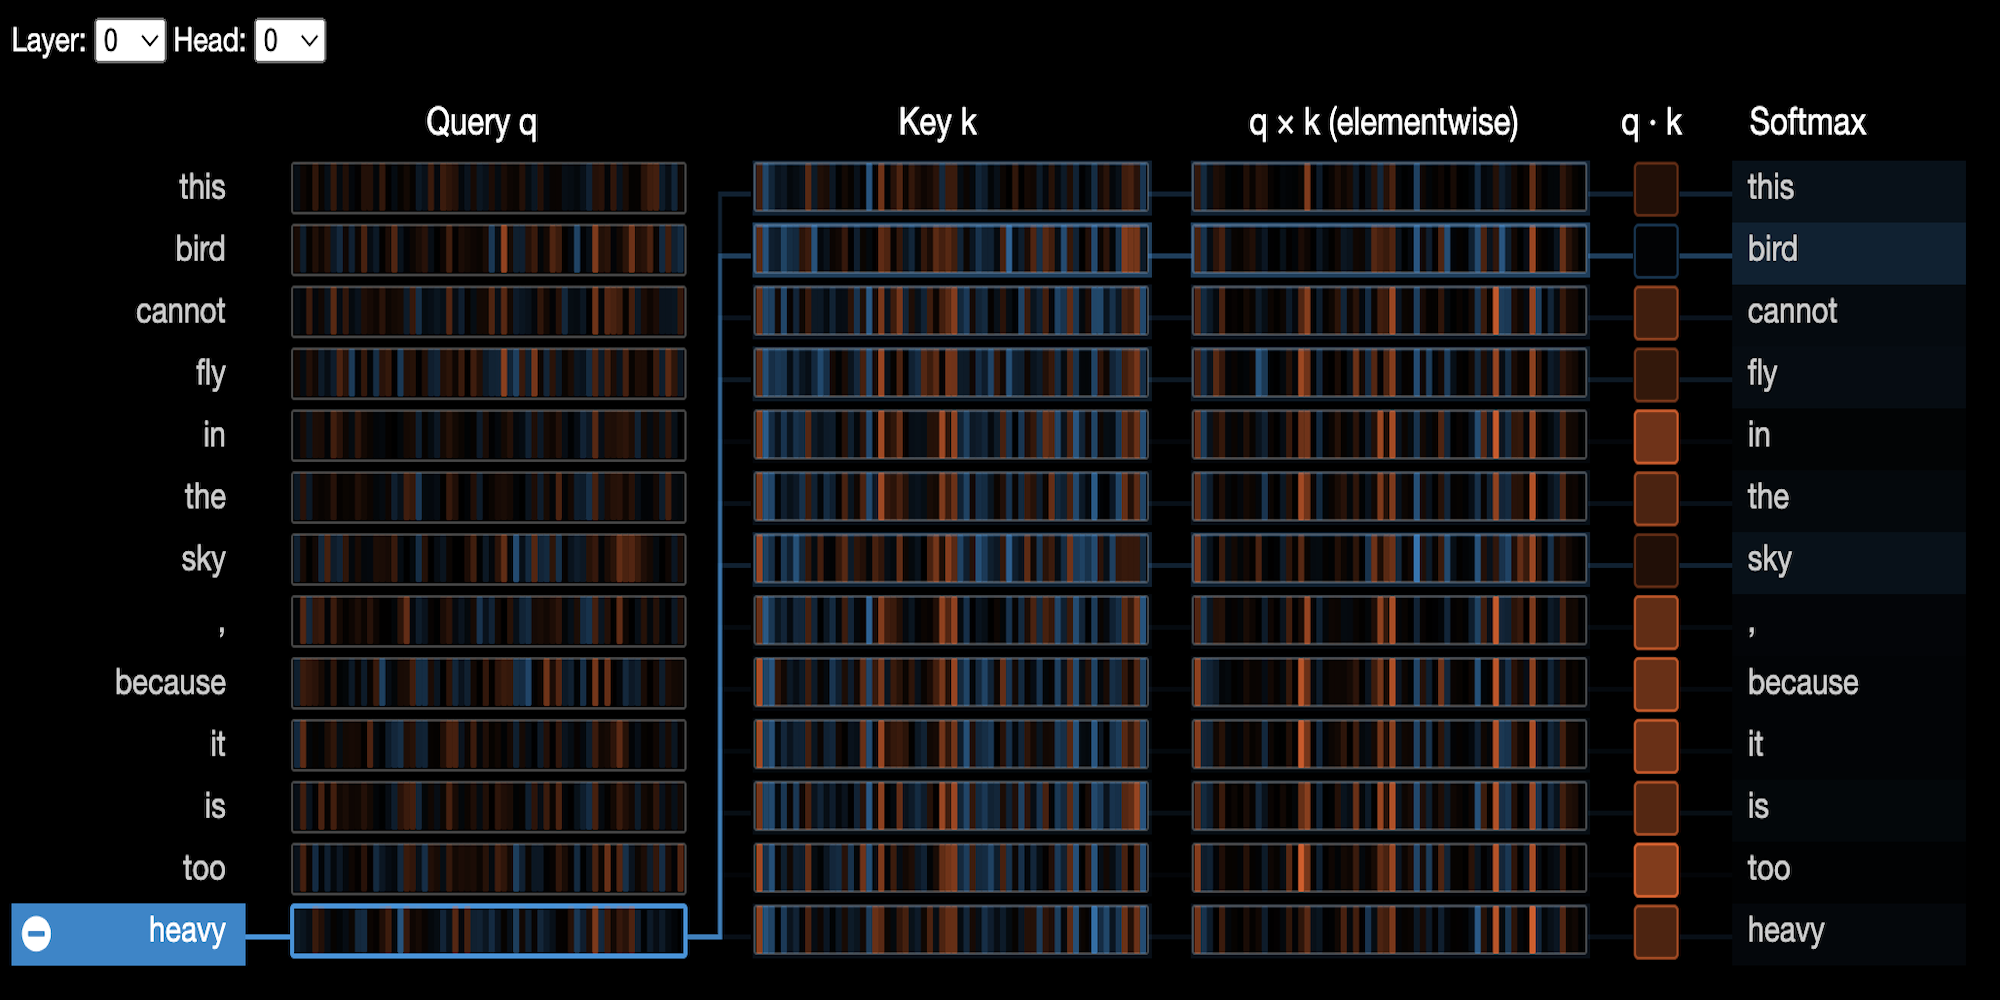 Layer: 0 Head: 0
Query q Key k q × k (elementwise) q · k Softmax
this this
bird bird
cannot cannot
fly fly
in in
the the
sky sky
, ,
because because
it it
is is
too too
heavy heavy